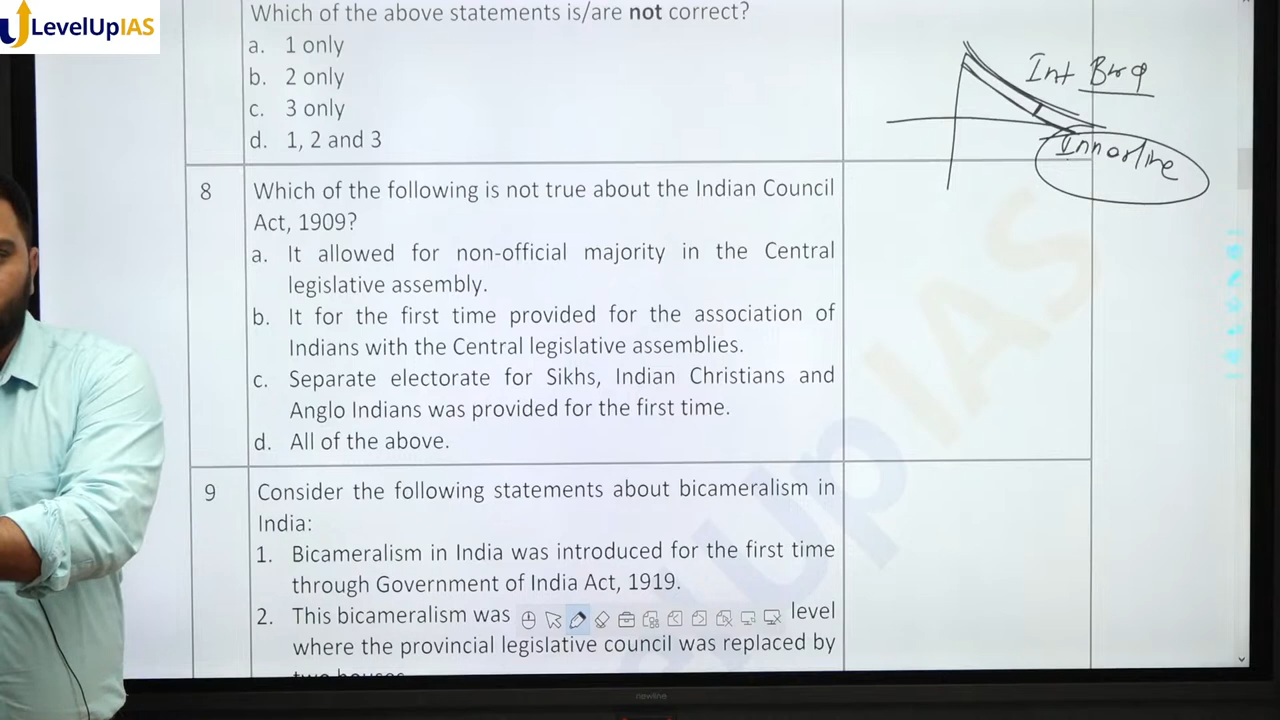 LevelUpIAS
Which of the above statements is/are not correct?
a. 1 only
b. 2 only
c. 3 only
d. 1, 2 and 3
Int Bwq
Innerline
8
Which of the following is not true about the Indian Council
Act, 1909?
a. It allowed for non-official majority in the Central
legislative assembly.
b. It for the first time provided for the association of
Indians with the Central legislative assemblies.
c. Separate electorate for Sikhs, Indian Christians and
Anglo Indians was provided for the first time.
d. All of the above.
9
Consider the following statements about bicameralism in
India:
1. Bicameralism in India was introduced for the first time
through Government of India Act, 1919.
2. This bicameralism was level
where the provincial legislative council was replaced by
two houses.
UpIAS
newline